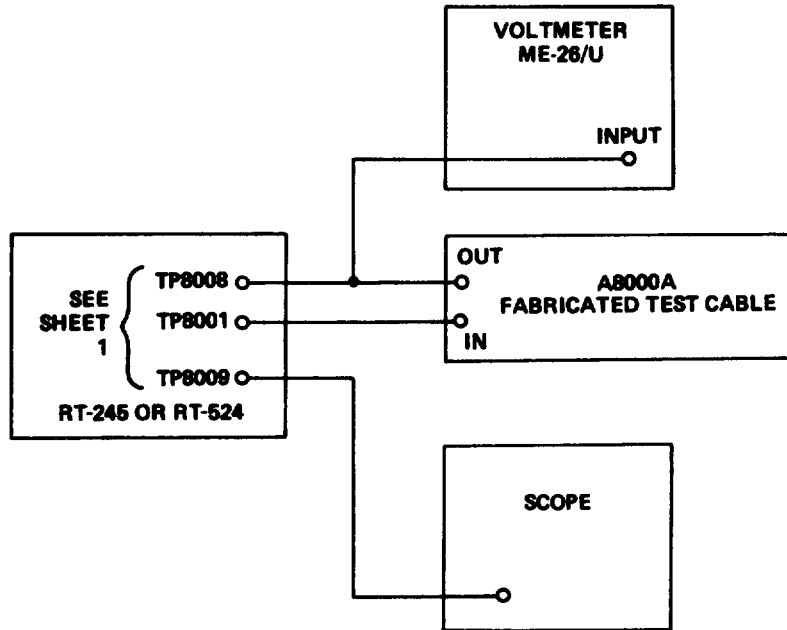 VOLTMETER
ME-26/U
INPUT
SEE
SHEET
1
TP8008
TP8001
TP8009
RT-245 OR RT-524
OUT
A8000A
FABRICATED TEST CABLE
IN
SCOPE